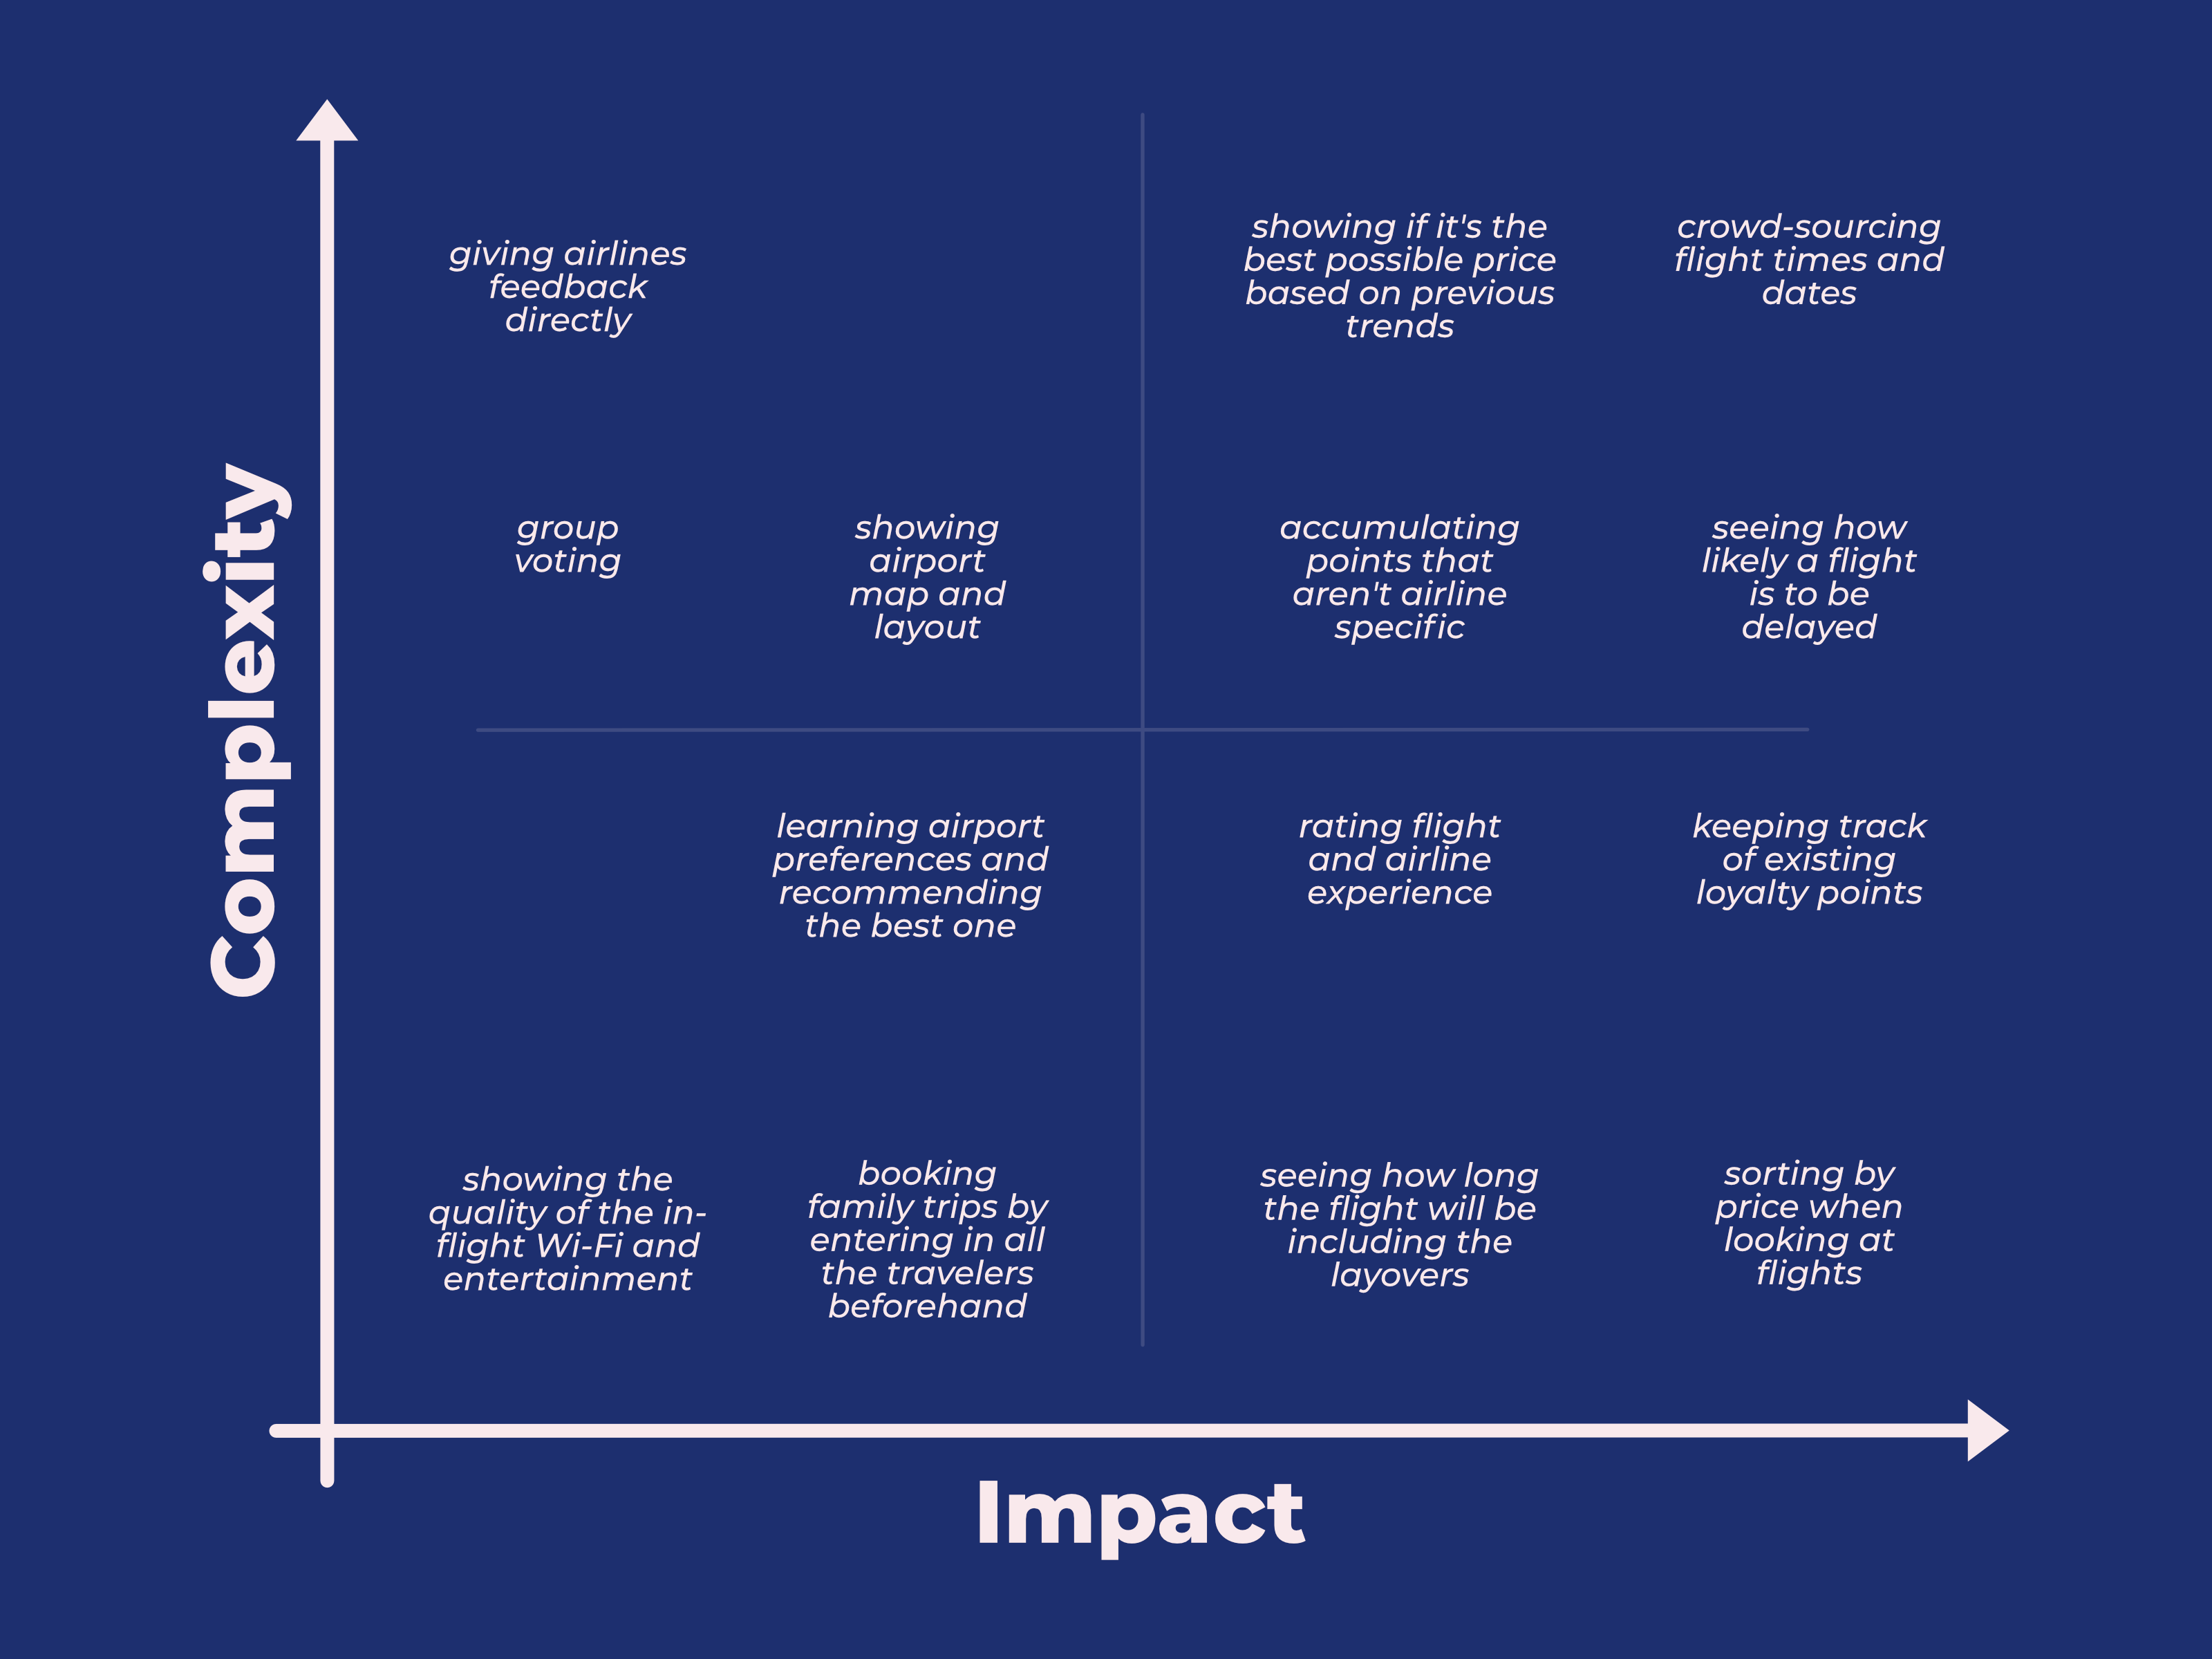 giving airlines
feedback
directly
showing if it's the
best possible price
based on previous
trends
crowd-sourcing
flight times and
dates
group
voting
showing
airport
map and
layout
accumulating
points that
aren't airline
specific
seeing how
likely a flight
is to be
delayed
Complexity
learning airport
preferences and
recommending
the best one
rating flight
and airline
experience
keeping track
of existing
loyalty points
showing the
quality of the in-
flight Wi-Fi and
entertainment
booking
family trips by
entering in all
the travelers
beforehand
seeing how long
the flight will be
including the
layovers
sorting by
price when
looking at
flights
Impact